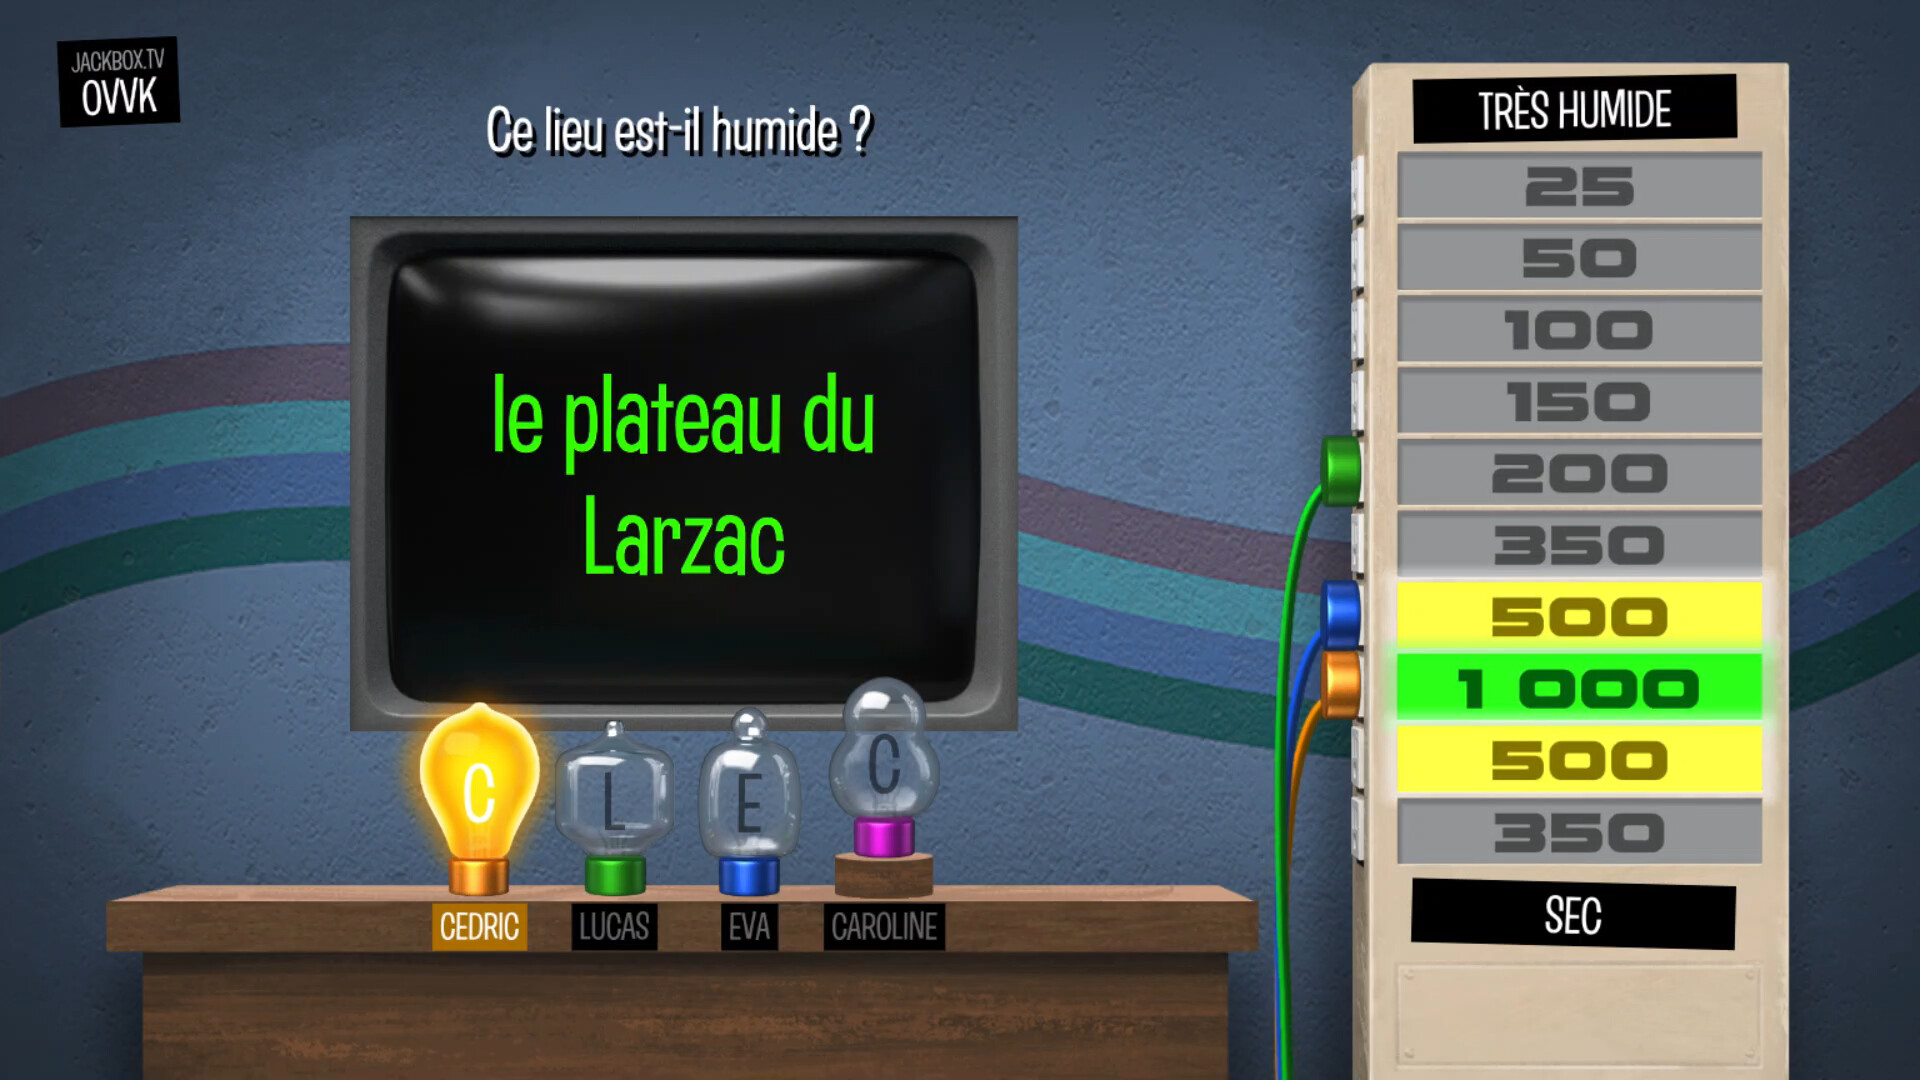 JACKBOX.TV
OVVK
Ce lieu est-il humide ?
le plateau du
Larzac
C
L
E
C
CEDRIC
LUCAS
EVA
CAROLINE
TRÈS HUMIDE
25
50
100
150
200
350
500
1 000
500
350
SEC